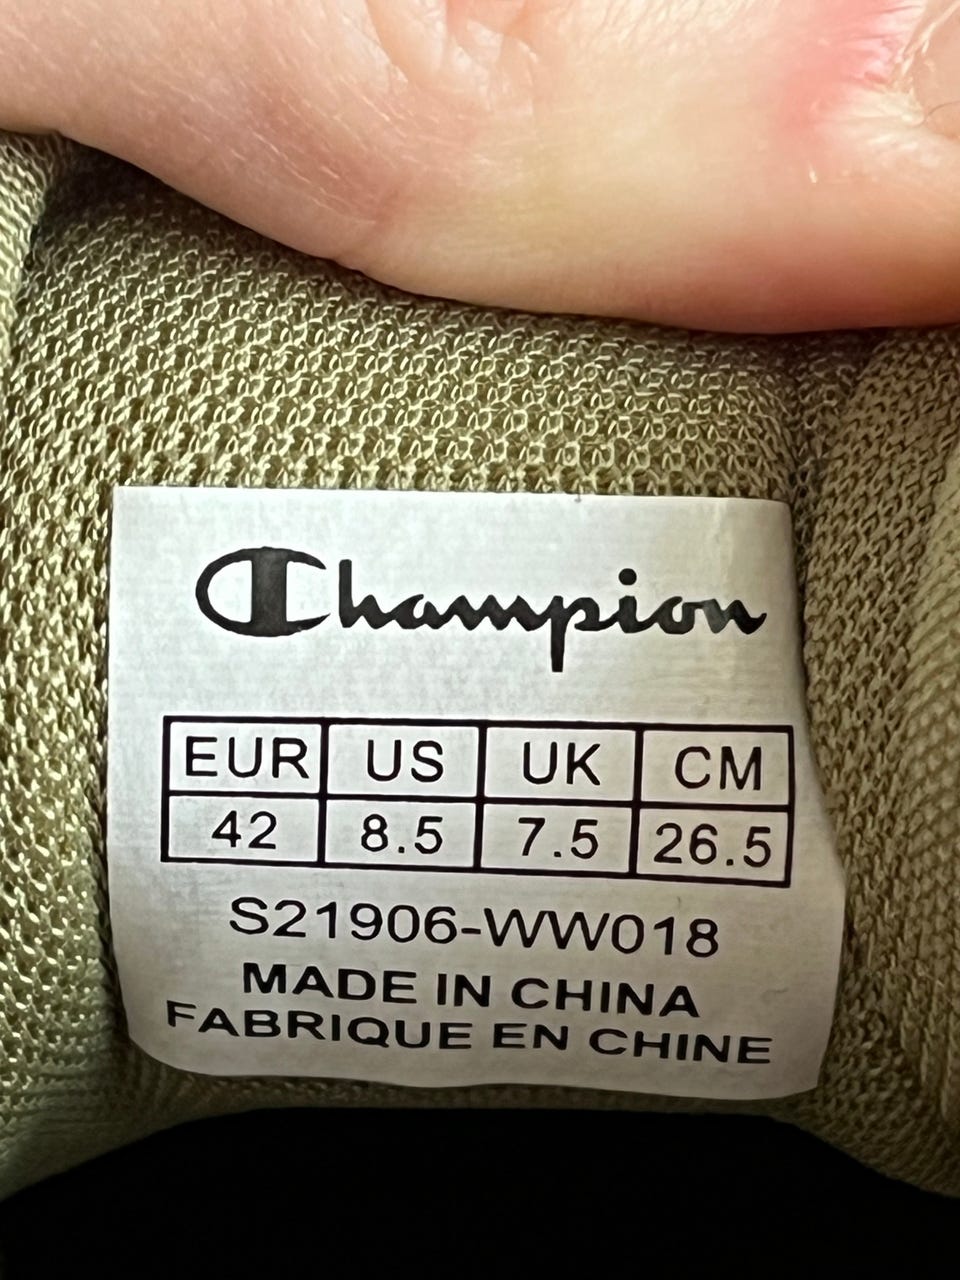 Champion
EUR US UK CM
42 8.5 7.5 26.5
S21906-WW018
MADE IN CHINA
FABRIQUE EN CHINE